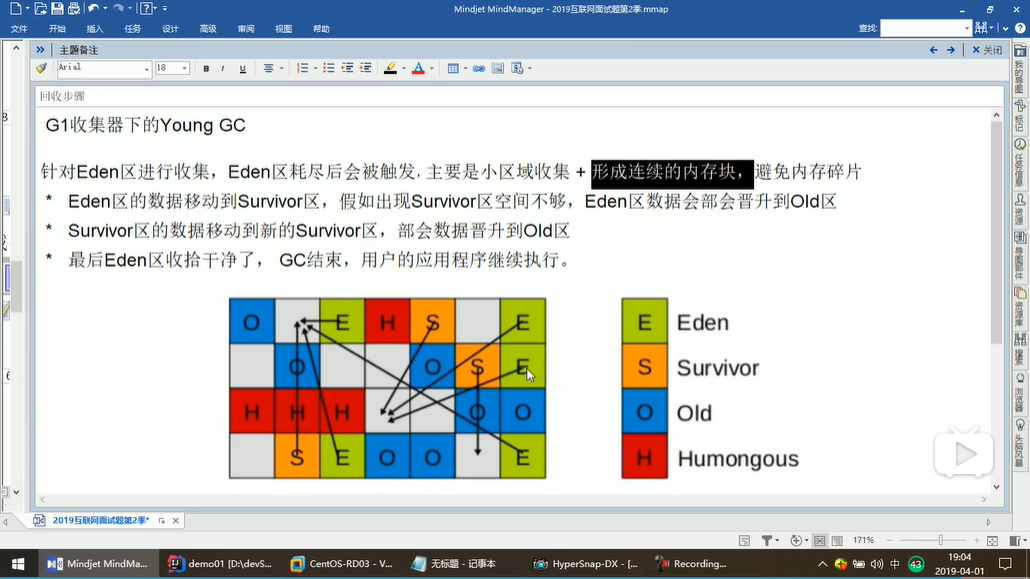 Mindjet MindManager - 2019互联网面试题第2季.mmap
文件 开始 插入 任务 设计 高级 审阅 视图 帮助 查找:
主题备注 关闭
Arial 18 B I U
回收步骤
G1收集器下的Young GC
针对Eden区进行收集，Eden区耗尽后会被触发, 主要是小区域收集 + 形成连续的内存块，避免内存碎片
* Eden区的数据移动到Survivor区，假如出现Survivor区空间不够，Eden区数据会部会晋升到Old区
* Survivor区的数据移动到新的Survivor区，部会数据晋升到Old区
* 最后Eden区收拾干净了， GC结束，用户的应用程序继续执行。
O E H S E
O O S E
H H H O O
S E O O E
E Eden
S Survivor
O Old
H Humongous
我的导图
标记
任务信息
资源
导图部件
资源库
搜索
浏览器
头脑风暴
2019互联网面试题第2季*
171%
Mindjet MindMa... demo01 [D:\devS... CentOS-RD03 - V... 无标题 - 记事本 HyperSnap-DX - [... Recording... 中 43 19:04
2019-04-01